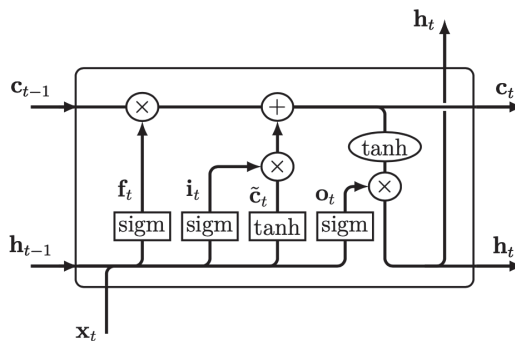 h_t
c_{t−1} × + c_t
tanh
f_t i_t × c̃_t o_t ×
sigm sigm tanh sigm
h_{t−1} h_t
x_t